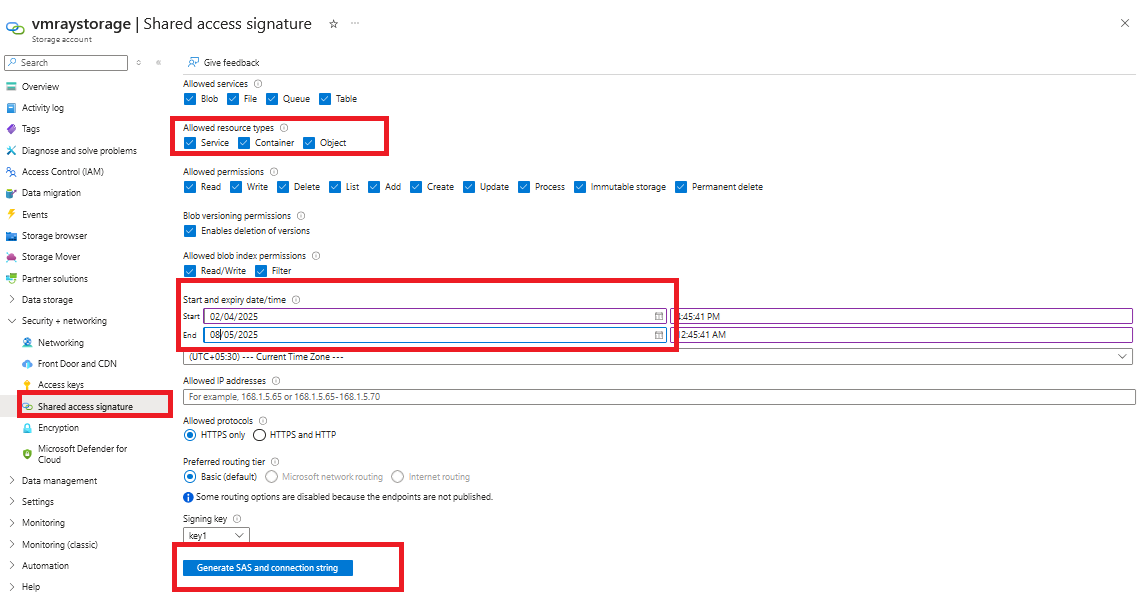 vmraystorage | Shared access signature
Storage account
Search
Give feedback
Overview
Activity log
Tags
Diagnose and solve problems
Access Control (IAM)
Data migration
Events
Storage browser
Storage Mover
Partner solutions
Data storage
Security + networking
Networking
Front Door and CDN
Access keys
Shared access signature
Encryption
Microsoft Defender for
Cloud
Data management
Settings
Monitoring
Monitoring (classic)
Automation
Help
Allowed services
Blob File Queue Table
Allowed resource types
Service Container Object
Allowed permissions
Read Write Delete List Add Create Update Process Immutable storage Permanent delete
Blob versioning permissions
Enables deletion of versions
Allowed blob index permissions
Read/Write Filter
Start and expiry date/time
Start 02/04/2025 :45:41 PM
End 08/05/2025 2:45:41 AM
(UTC+05:30) --- Current Time Zone ---
Allowed IP addresses
For example, 168.1.5.65 or 168.1.5.65-168.1.5.70
Allowed protocols
HTTPS only HTTPS and HTTP
Preferred routing tier
Basic (default) Microsoft network routing Internet routing
Some routing options are disabled because the endpoints are not published.
Signing key
key1
Generate SAS and connection string